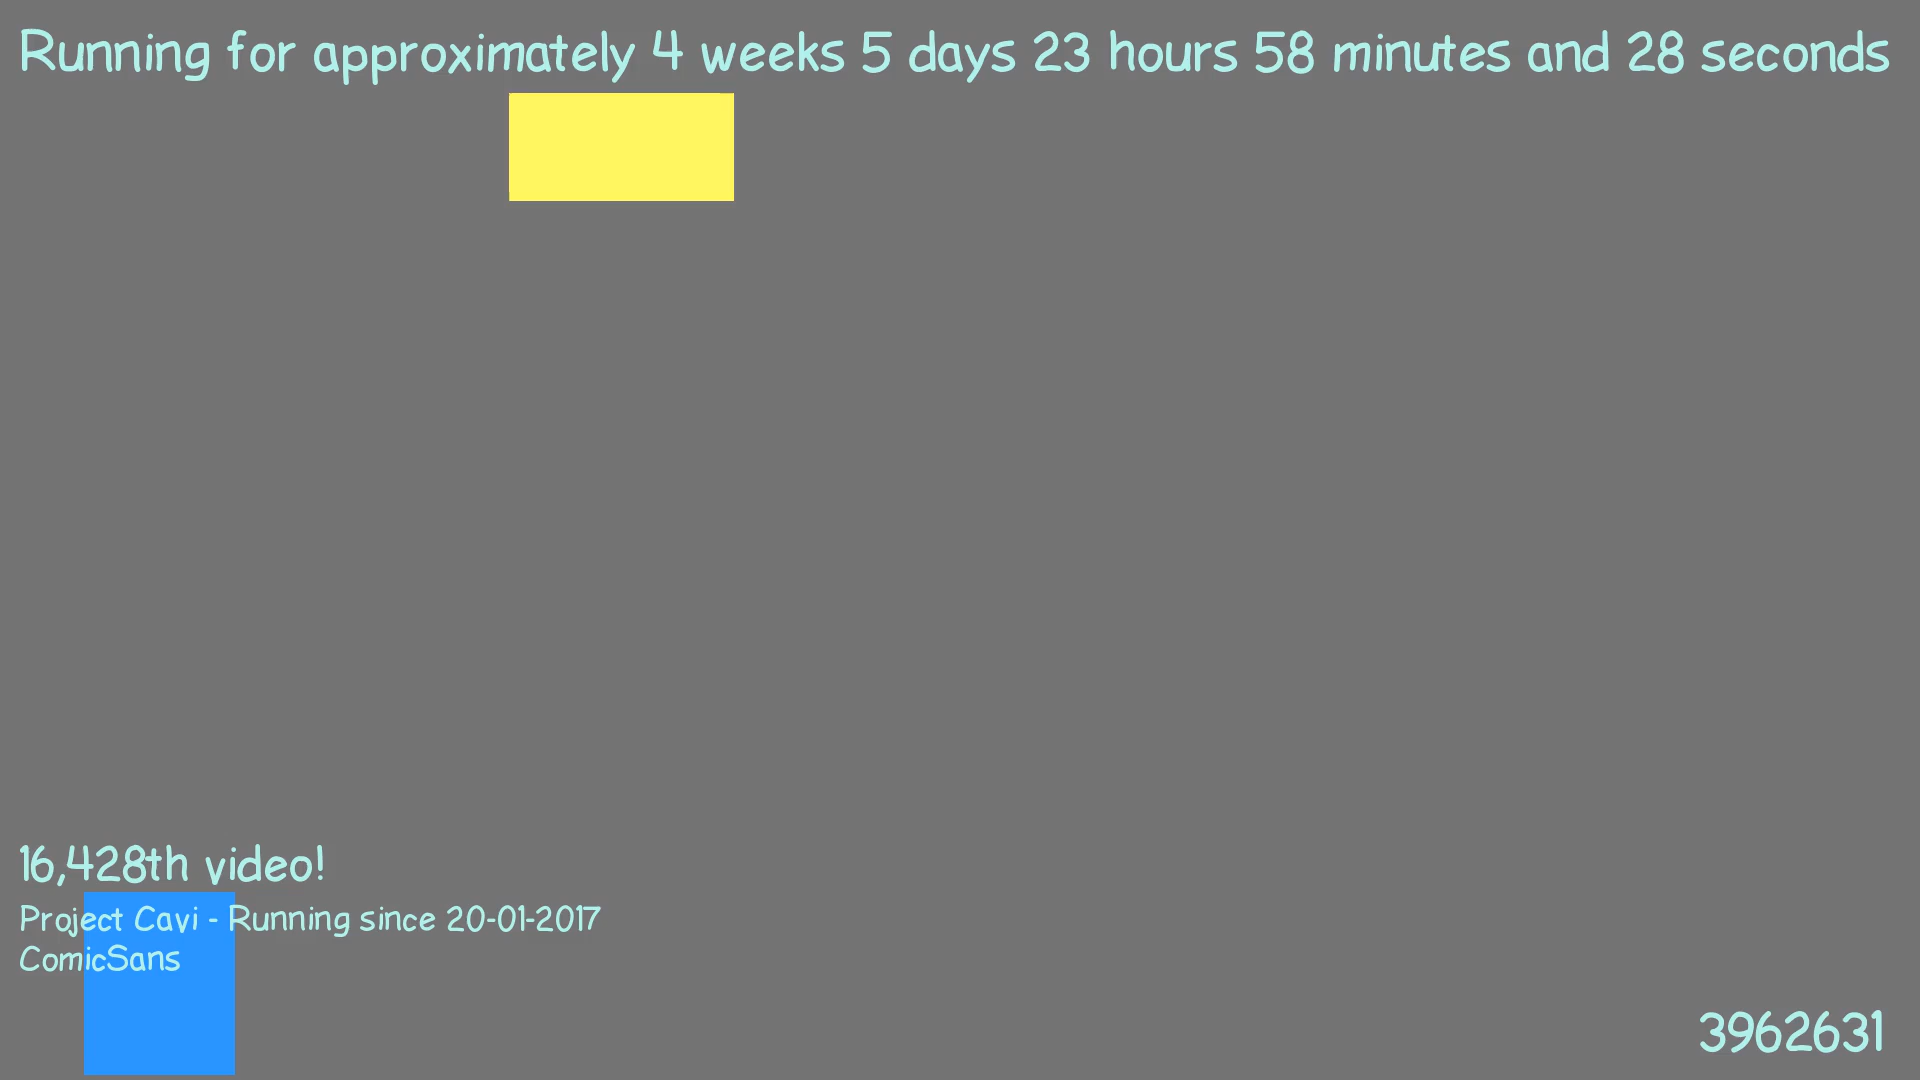 Running for approximately 4 weeks 5 days 23 hours 58 minutes and 28 seconds
16,428th video!
Project Cavi - Running since 20-01-2017
ComicSans
3962631